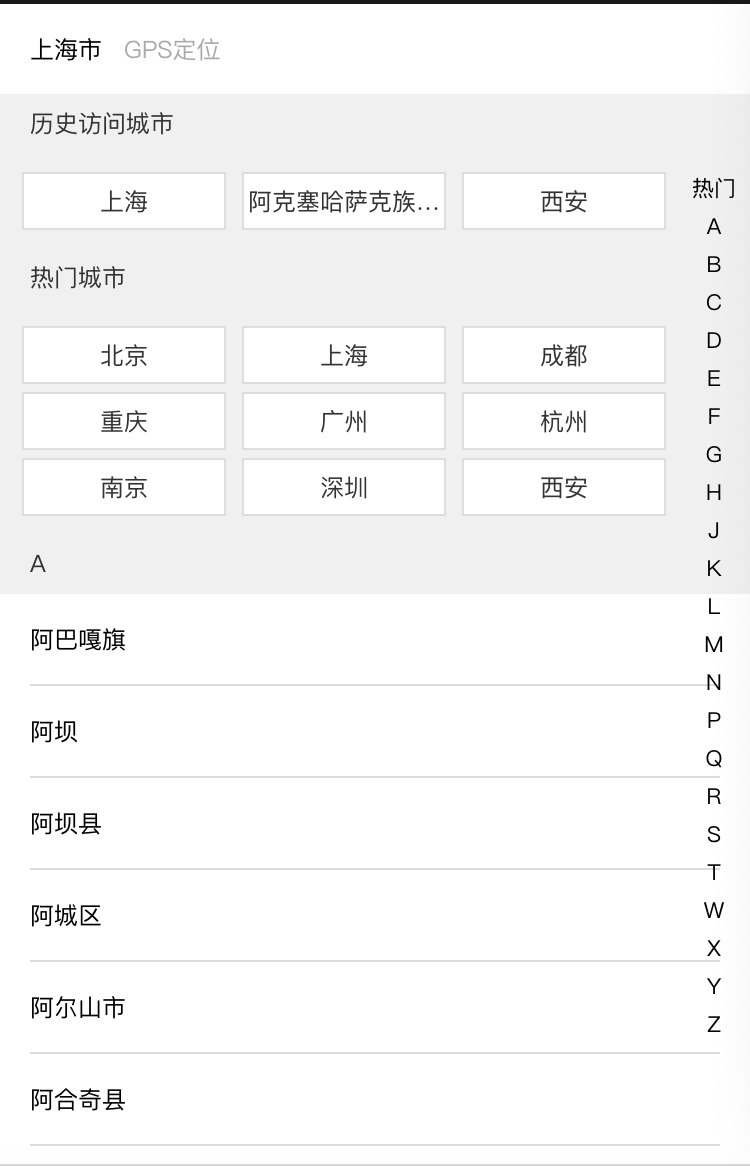 上海市 GPS定位
历史访问城市
上海 阿克塞哈萨克族... 西安
热门城市
北京 上海 成都
重庆 广州 杭州
南京 深圳 西安
A
阿巴嘎旗
阿坝
阿坝县
阿城区
阿尔山市
阿合奇县
热门
A
B
C
D
E
F
G
H
J
K
L
M
N
P
Q
R
S
T
W
X
Y
Z